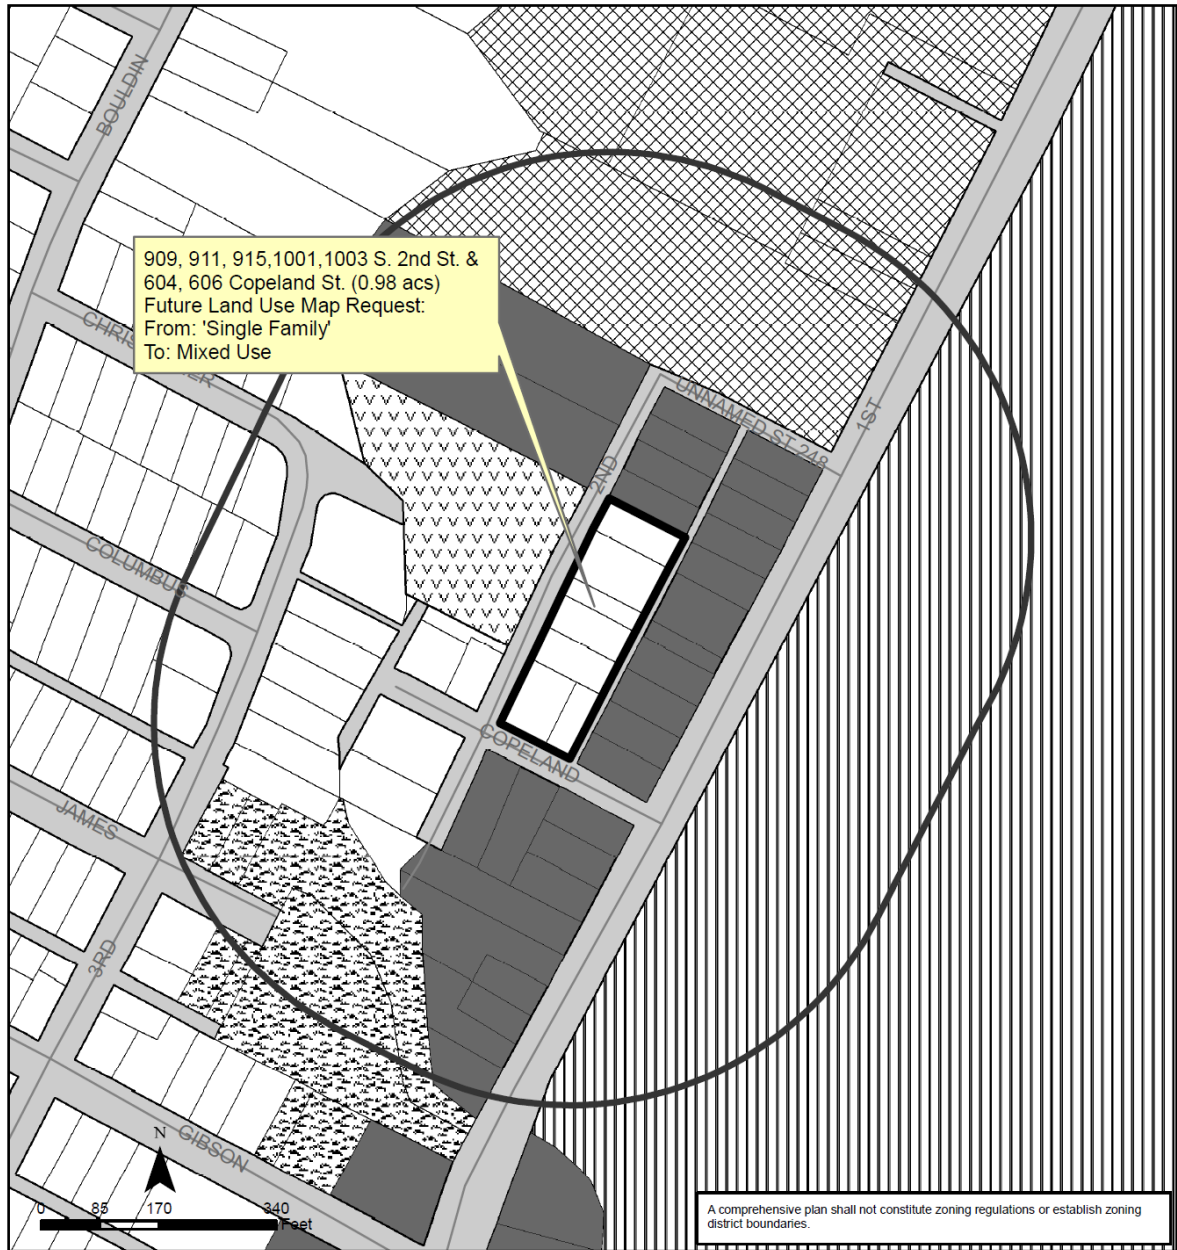 BOULDIN
909, 911, 915,1001,1003 S. 2nd St. &
604, 606 Copeland St. (0.98 acs)
Future Land Use Map Request:
From: 'Single Family'
To: Mixed Use
UNNAMED ST 248
1ST
2ND
COLUMBUS
COPELAND
JAMES
3RD
GIBSON
N
0 85 170 340
Feet
A comprehensive plan shall not constitute zoning regulations or establish zoning
district boundaries.